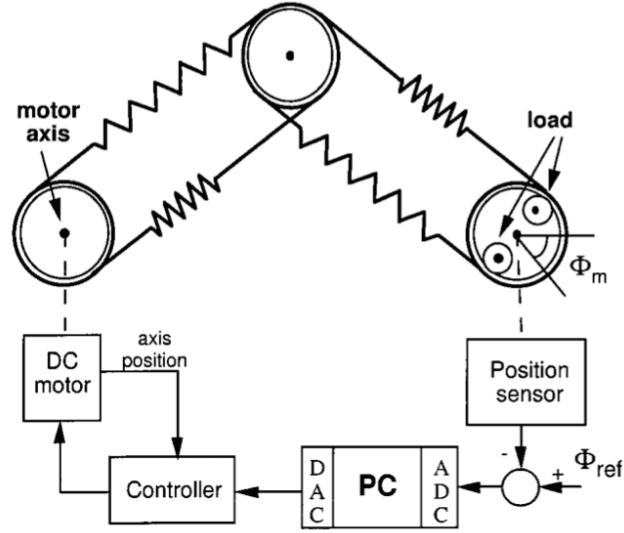 motor
axis
load
Φm
DC
motor
axis
position
Position
sensor
-
Φref
+
Controller
D
A
C
PC
A
D
C